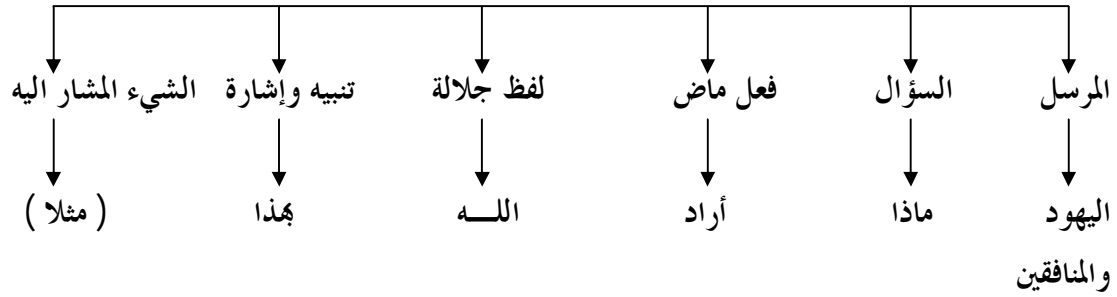 المرسل السؤال فعل ماض لفظ جلالة تنبيه وإشارة الشيء المشار اليه
اليهود ماذا أراد اللـــه بهذا ( مثلا )
والمنافقين